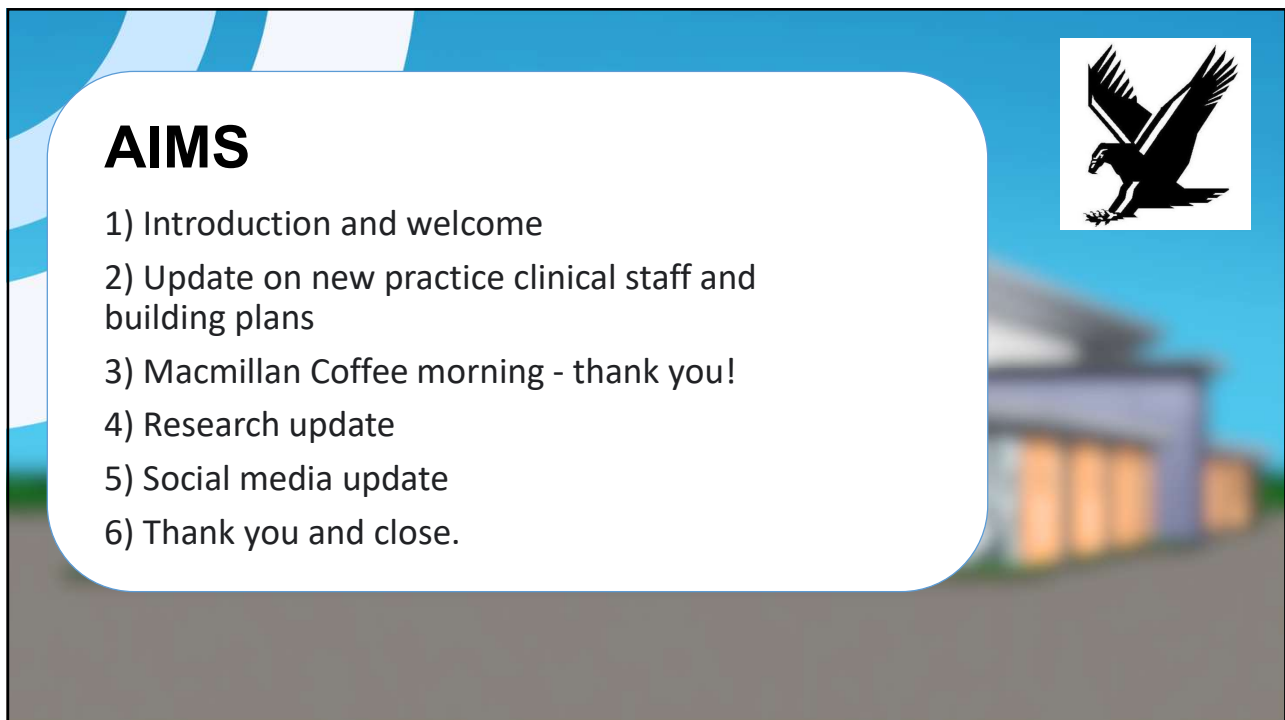 AIMS
1) Introduction and welcome
2) Update on new practice clinical staff and
building plans
3) Macmillan Coffee morning - thank you!
4) Research update
5) Social media update
6) Thank you and close.